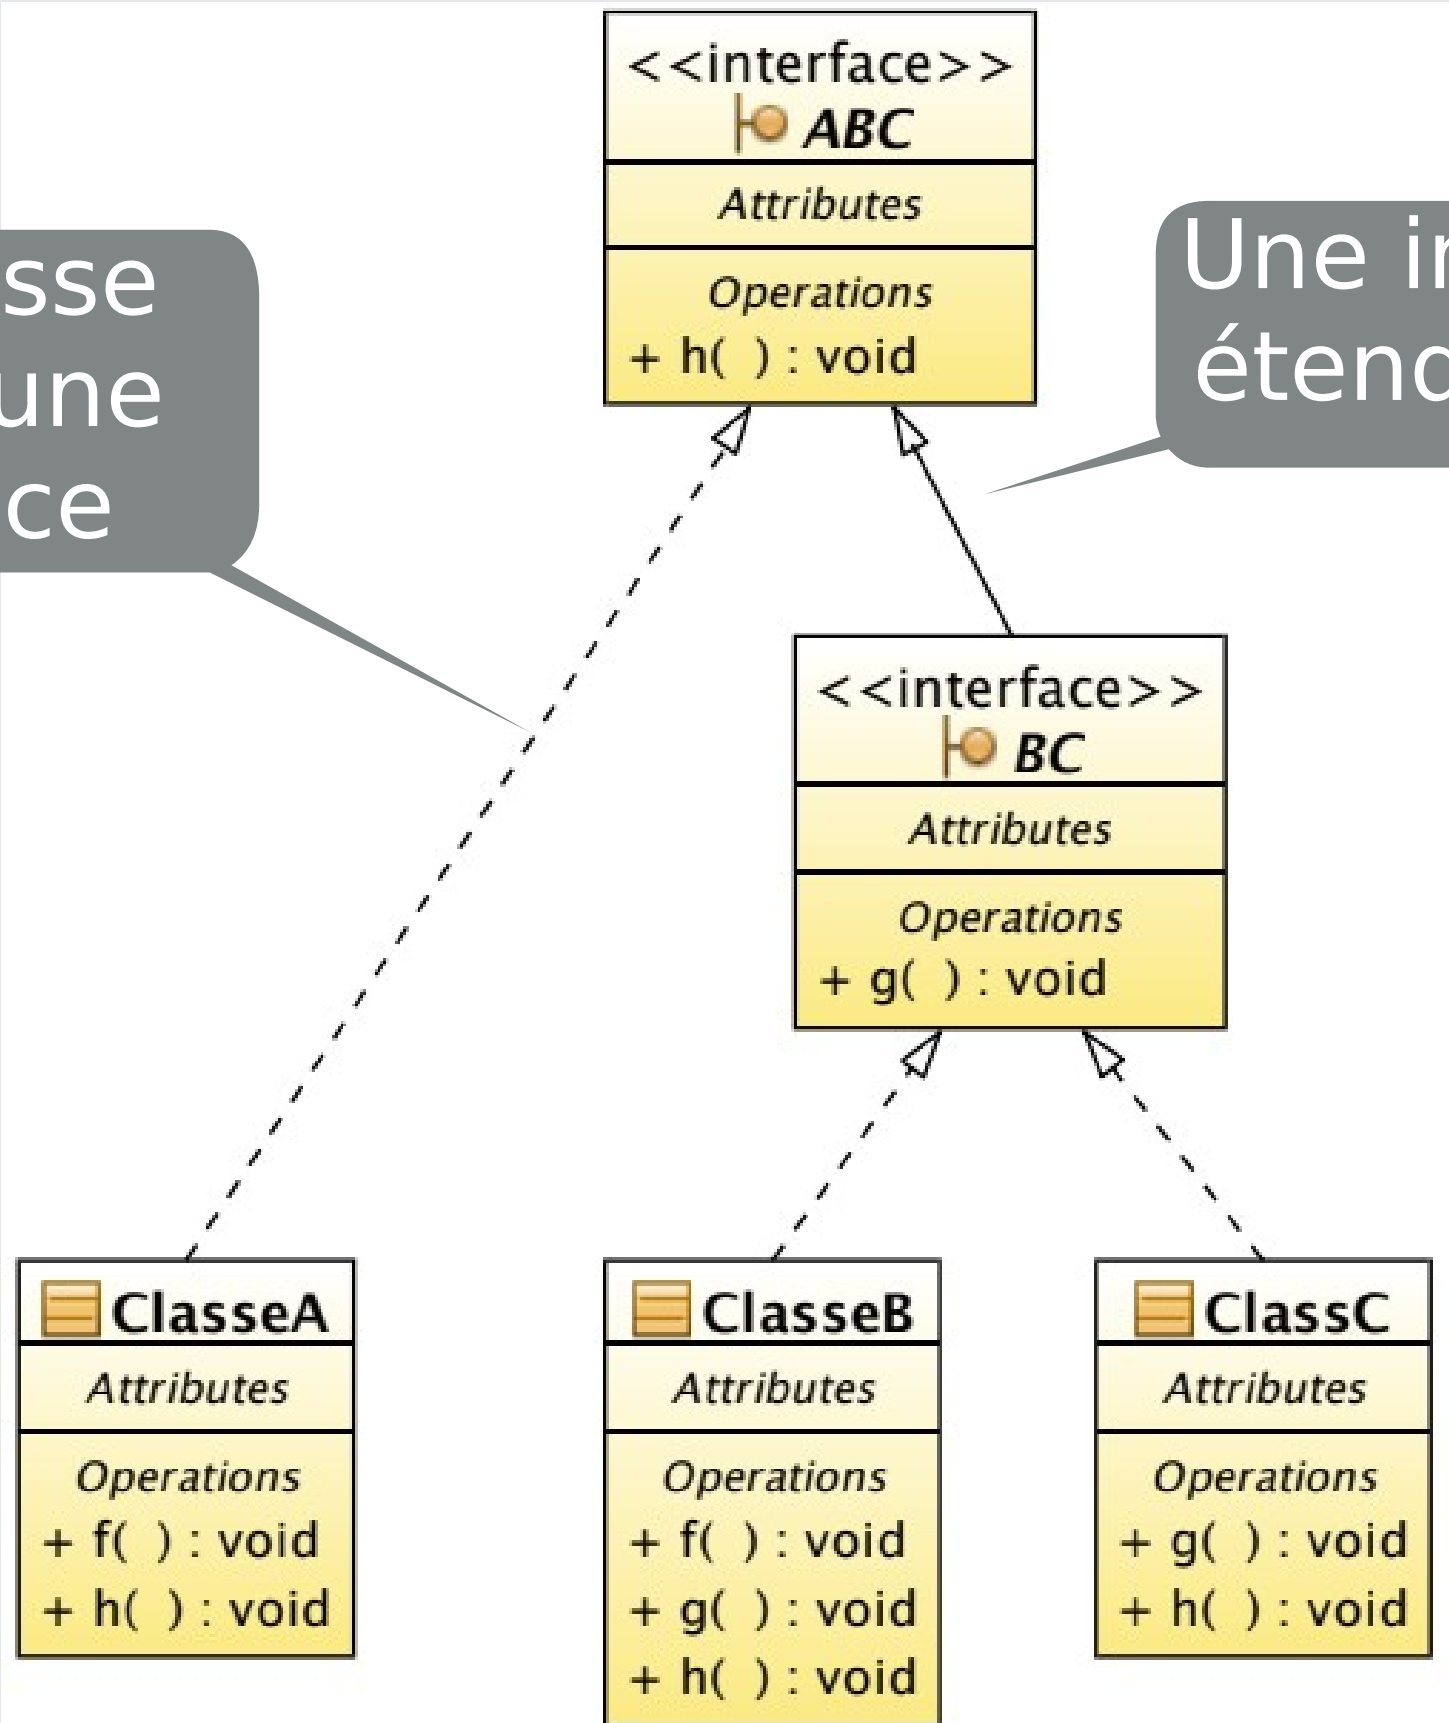 <<interface>>
ABC
Attributes
Operations
+ h( ) : void
sse
une
ce
Une
étend
<<interface>>
BC
Attributes
Operations
+ g( ) : void
ClasseA
Attributes
Operations
+ f( ) : void
+ h( ) : void
ClasseB
Attributes
Operations
+ f( ) : void
+ g( ) : void
+ h( ) : void
ClassC
Attributes
Operations
+ g( ) : void
+ h( ) : void